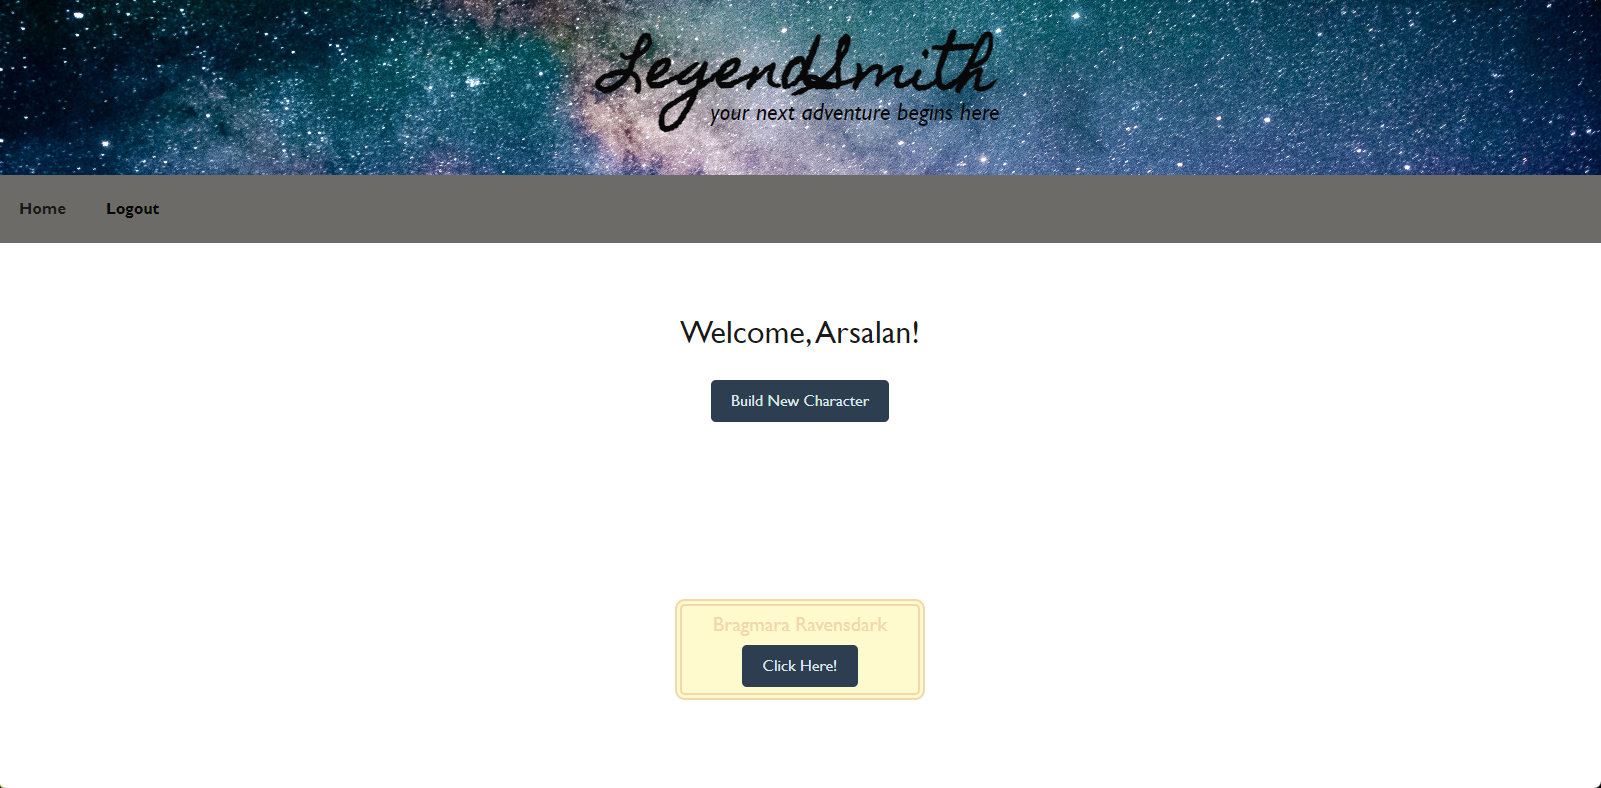 LegendSmith
your next adventure begins here
Home Logout
Welcome, Arsalan!
Build New Character
Bragmara Ravensdark
Click Here!